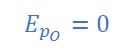 E_{p_O} = 0